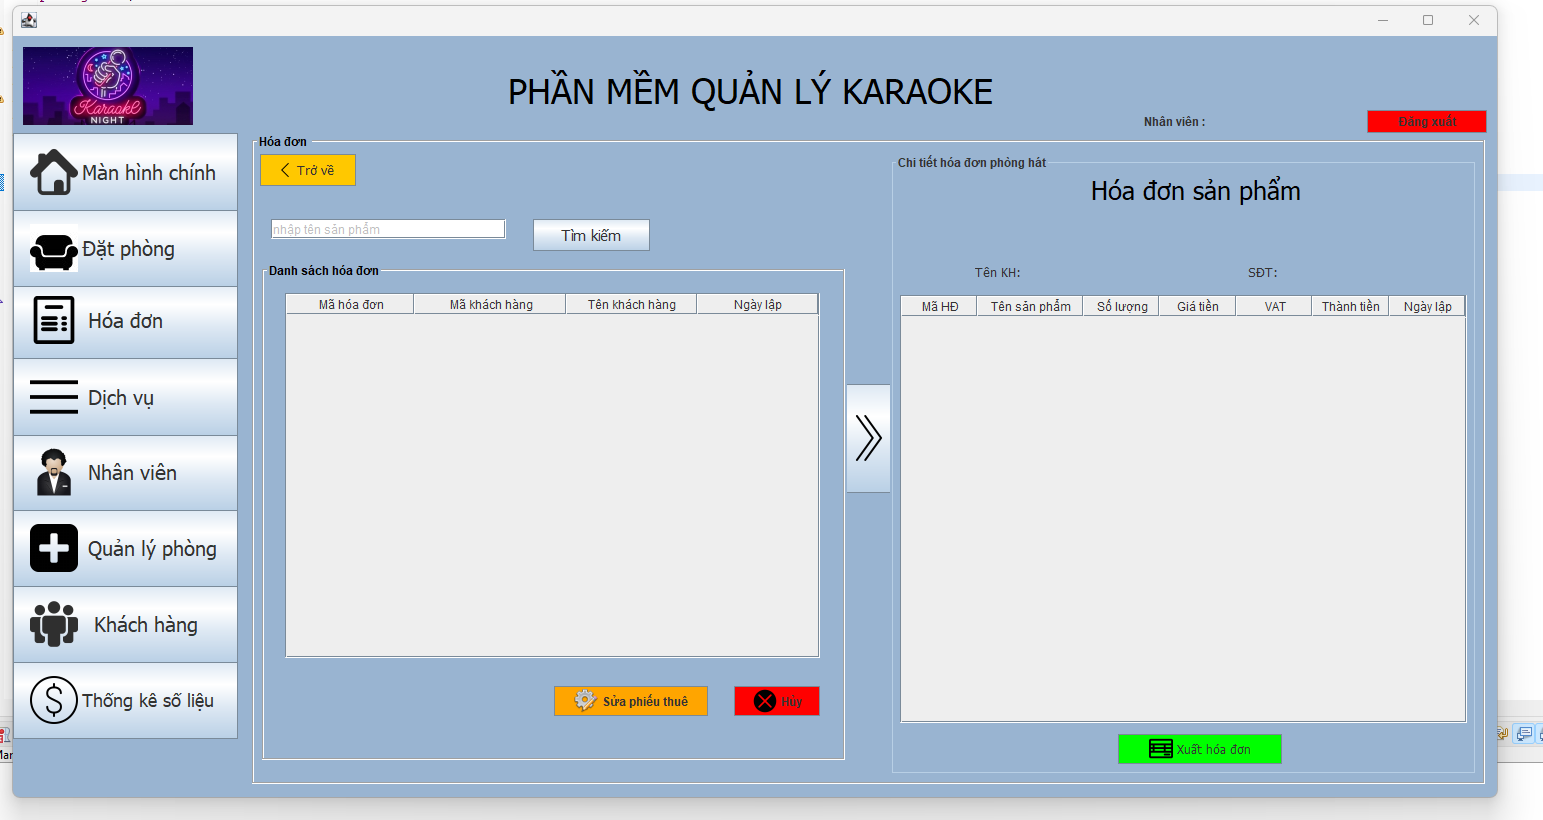 Karaoke
NIGHT
PHẦN MỀM QUẢN LÝ KARAOKE
Nhân viên :
Đăng xuất
Màn hình chính
Đặt phòng
Hóa đơn
Dịch vụ
Nhân viên
Quản lý phòng
Khách hàng
Thống kê số liệu
Hóa đơn
Trở về
nhập tên sản phẩm
Tìm kiếm
Danh sách hóa đơn
Mã hóa đơn Mã khách hàng Tên khách hàng Ngày lập
Sửa phiếu thuê
Hủy
Chi tiết hóa đơn phòng hát
Hóa đơn sản phẩm
Tên KH: SĐT:
Mã HĐ Tên sản phẩm Số lượng Giá tiền VAT Thành tiền Ngày lập
Xuất hóa đơn